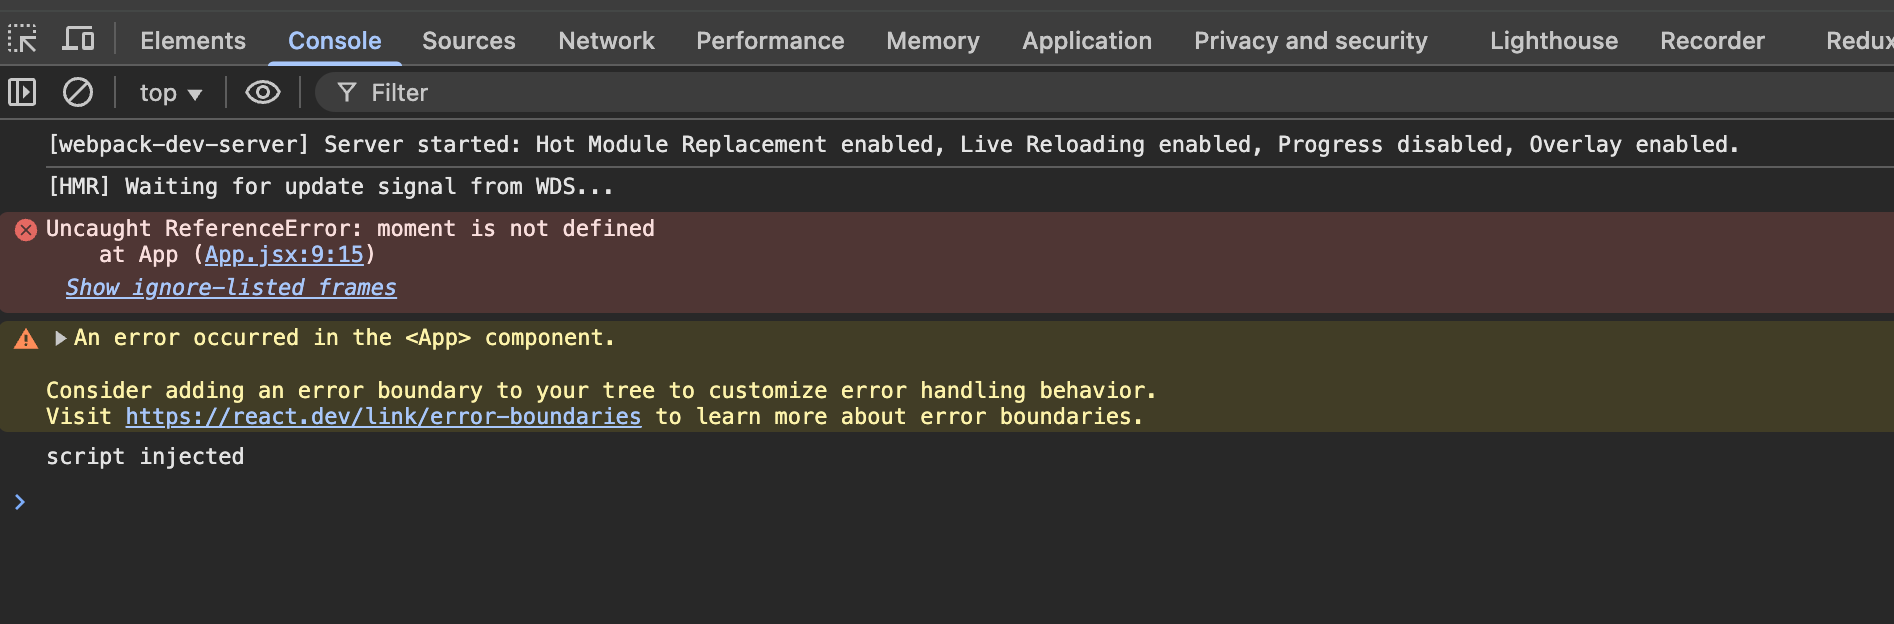 Elements Console Sources Network Performance Memory Application Privacy and security Lighthouse Recorder Redux
top Filter
[webpack-dev-server] Server started: Hot Module Replacement enabled, Live Reloading enabled, Progress disabled, Overlay enabled.
[HMR] Waiting for update signal from WDS...
Uncaught ReferenceError: moment is not defined
at App (App.jsx:9:15)
Show ignore-listed frames
An error occurred in the <App> component.
Consider adding an error boundary to your tree to customize error handling behavior.
Visit https://react.dev/link/error-boundaries to learn more about error boundaries.
script injected